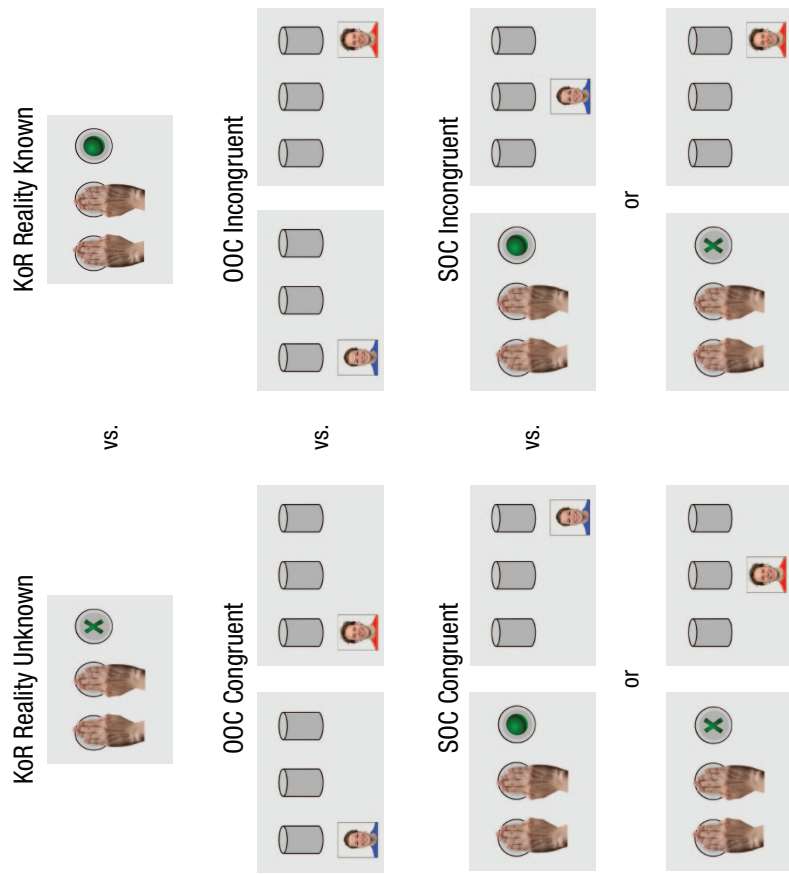 KoR Reality Unknown
vs.
KoR Reality Known
OOC Congruent
vs.
OOC Incongruent
SOC Congruent
vs.
SOC Incongruent
or
or